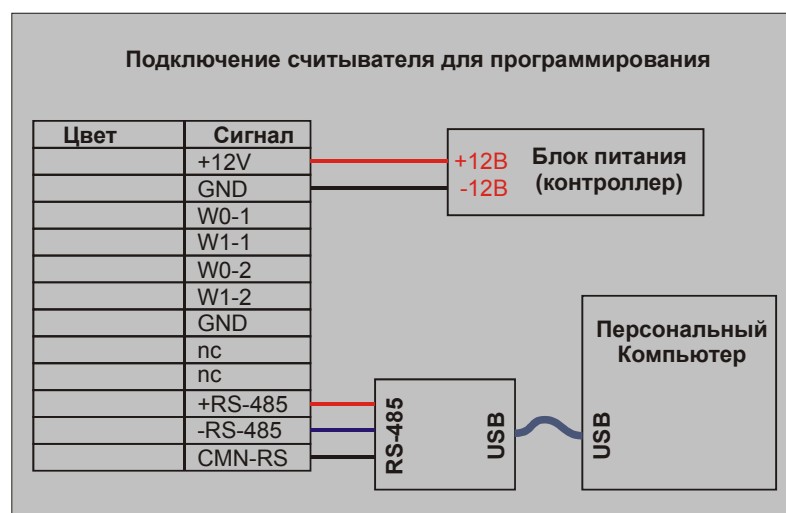 Подключение считывателя для программирования
Цвет Сигнал
+12V
GND
W0-1
W1-1
W0-2
W1-2
GND
nc
nc
+RS-485
-RS-485
CMN-RS
+12В
-12В
Блок питания
(контроллер)
RS-485
USB
Персональный
Компьютер
USB